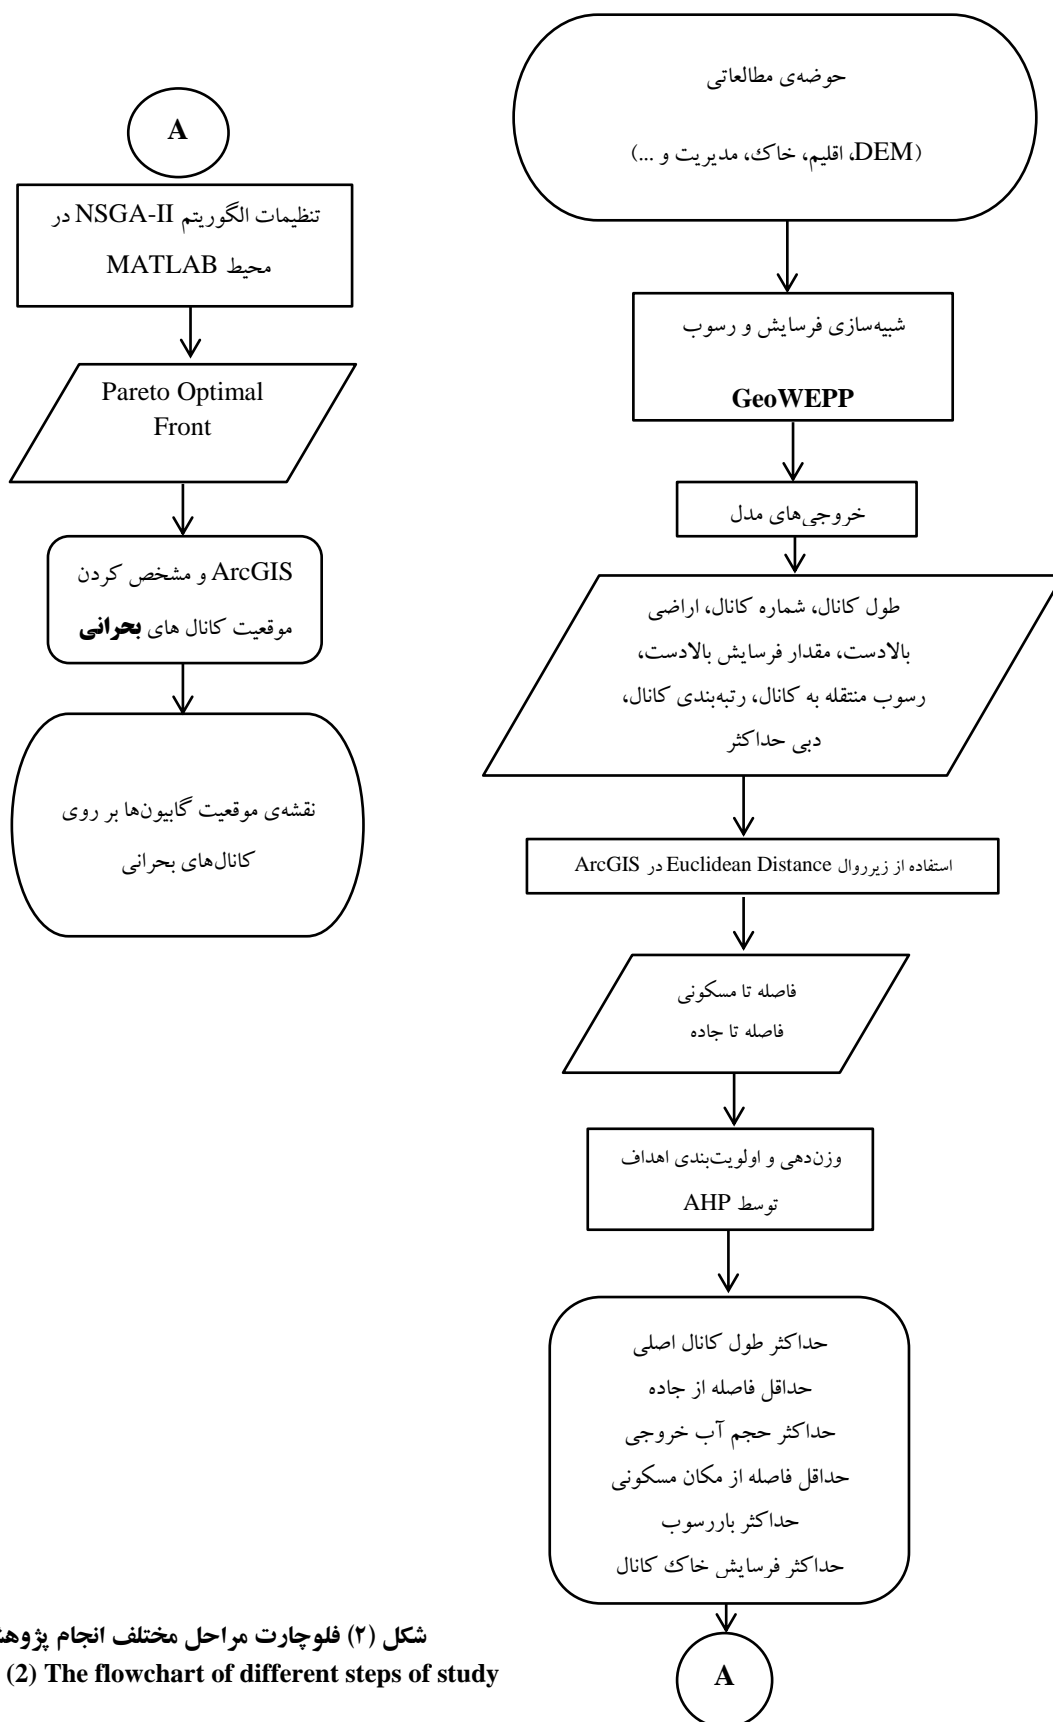 حوضه‌ی مطالعاتی
(DEM، اقلیم، خاک، مدیریت و ...)
شبیه‌سازی فرسایش و رسوب
GeoWEPP
خروجی‌های مدل
طول کانال، شماره کانال، اراضی
بالادست، مقدار فرسایش بالادست،
رسوب منتقله به کانال، رتبه‌بندی کانال،
دبی حداکثر
استفاده از زیرروال Euclidean Distance در ArcGIS
فاصله تا مسکونی
فاصله تا جاده
وزن‌دهی و اولویت‌بندی اهداف
توسط AHP
حداکثر طول کانال اصلی
حداقل فاصله از جاده
حداکثر حجم آب خروجی
حداقل فاصله از مکان مسکونی
حداکثر باررسوب
حداکثر فرسایش خاک کانال
A
A
تنظیمات الگوریتم NSGA-II در
محیط MATLAB
Pareto Optimal
Front
ArcGIS و مشخص کردن
موقعیت کانال های بحرانی
نقشه‌ی موقعیت گابیون‌ها بر روی
کانال‌های بحرانی
شکل (۲) فلوچارت مراحل مختلف انجام پژوهش
(2) The flowchart of different steps of study